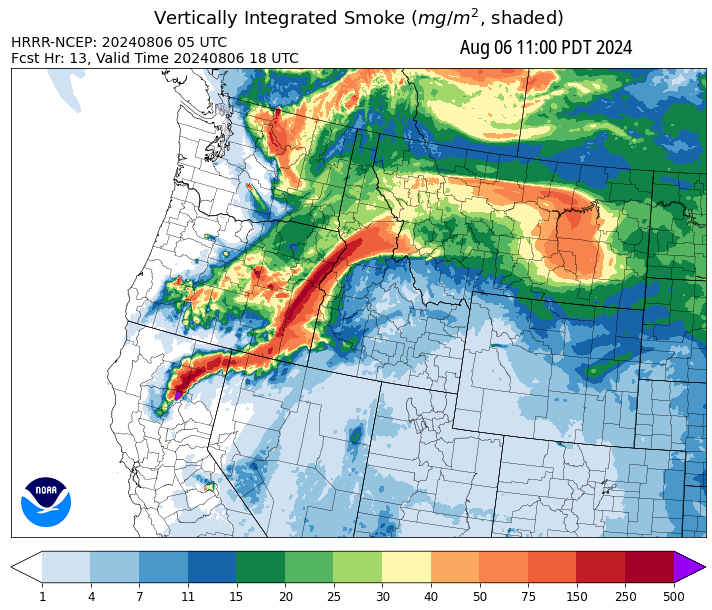 Vertically Integrated Smoke (mg/m², shaded)
HRRR-NCEP: 20240806 05 UTC
Fcst Hr: 13, Valid Time 20240806 18 UTC
Aug 06 11:00 PDT 2024
NOAA
1 4 7 11 15 20 25 30 40 50 75 150 250 500